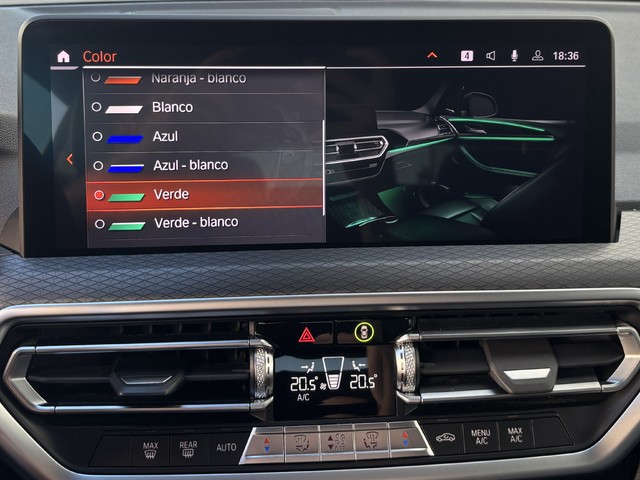 Color
4
18:36
Naranja - blanco
Blanco
Azul
Azul - blanco
Verde
Verde - blanco
20.5° 20.5°
A/C
MAX
REAR
AUTO
MENU
A/C
MAX
A/C